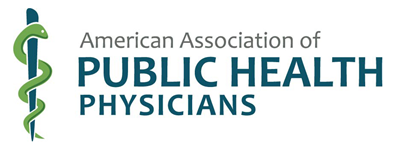 American Association of
PUBLIC HEALTH
PHYSICIANS